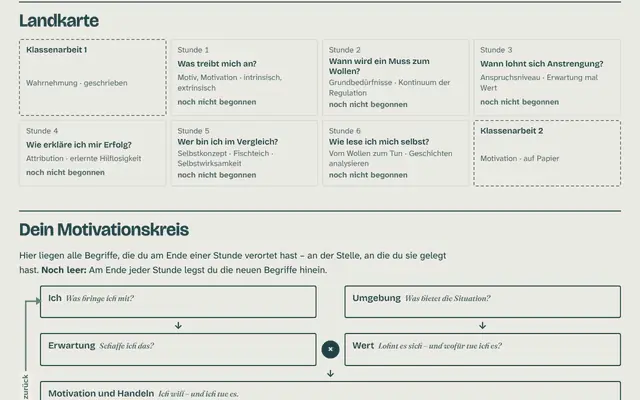 Landkarte
Klassenarbeit 1
Wahrnehmung · geschrieben
Stunde 1
Was treibt mich an?
Motiv, Motivation · intrinsisch,
extrinsisch
noch nicht begonnen
Stunde 2
Wann wird ein Muss zum
Wollen?
Grundbedürfnisse · Kontinuum der
Regulation
noch nicht begonnen
Stunde 3
Wann lohnt sich Anstrengung?
Anspruchsniveau · Erwartung mal
Wert
noch nicht begonnen
Stunde 4
Wie erkläre ich mir Erfolg?
Attribution · erlernte Hilflosigkeit
noch nicht begonnen
Stunde 5
Wer bin ich im Vergleich?
Selbstkonzept · Fischteich ·
Selbstwirksamkeit
noch nicht begonnen
Stunde 6
Wie lese ich mich selbst?
Vom Wollen zum Tun · Geschichten
analysieren
noch nicht begonnen
Klassenarbeit 2
Motivation · auf Papier
Dein Motivationskreis
Hier liegen alle Begriffe, die du am Ende einer Stunde verortet hast – an der Stelle, an die du sie gelegt
hast. Noch leer: Am Ende jeder Stunde legst du die neuen Begriffe hinein.
Ich Was bringe ich mit?
Umgebung Was bietet die Situation?
Erwartung Schaffe ich das?
×
Wert Lohnt es sich – und wofür tue ich es?
Motivation und Handeln Ich will – und ich tue es.
zurück